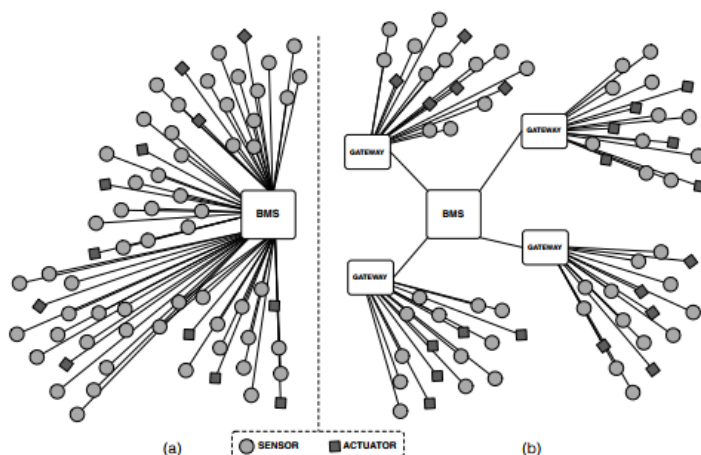 GATEWAY
GATEWAY
BMS
BMS
GATEWAY
GATEWAY
(a)
SENSOR
ACTUATOR
(b)